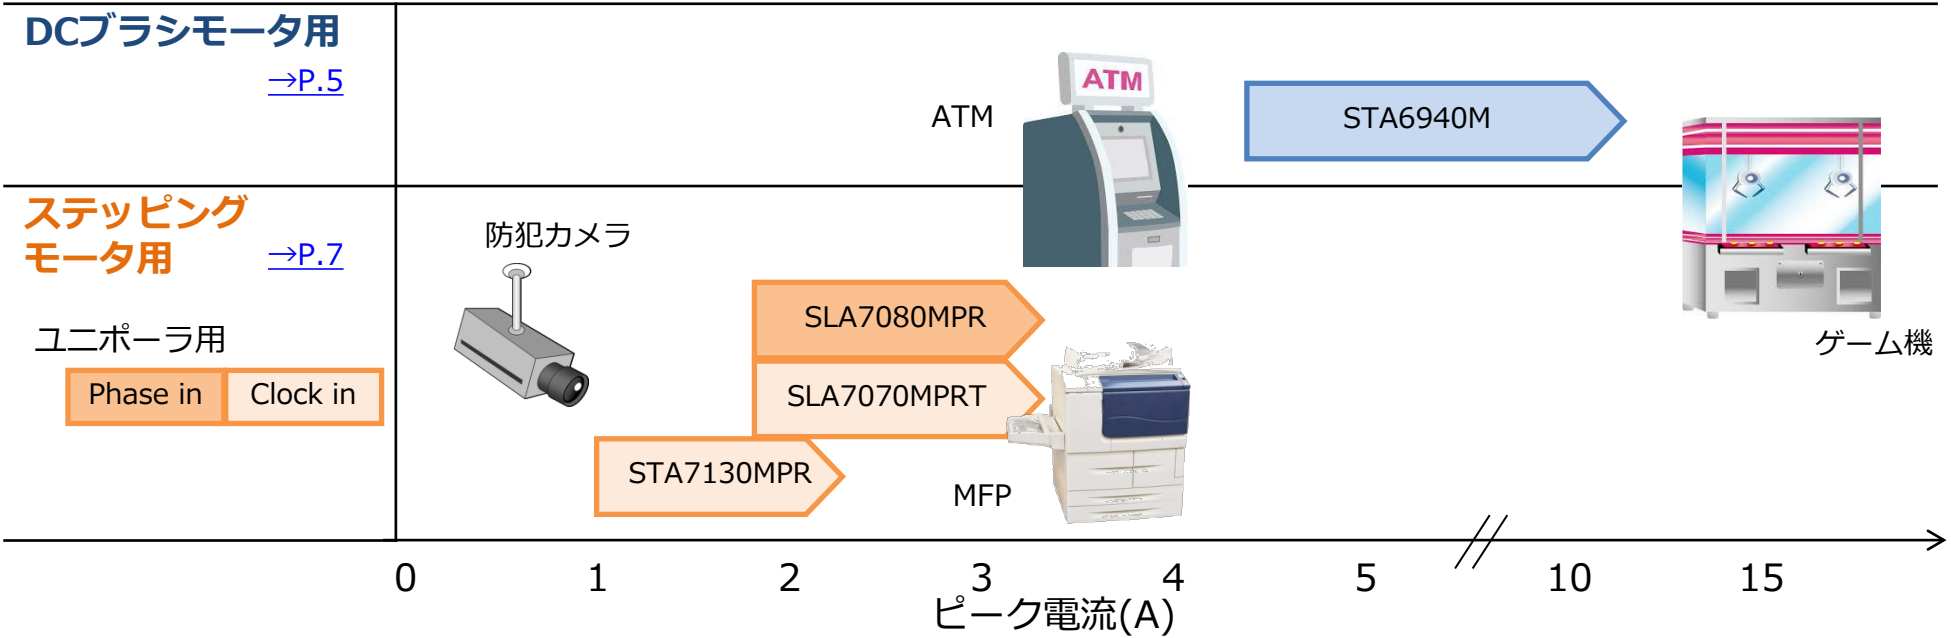 DCブラシモータ用
→P.5
ATM
ATM
STA6940M
ステッピング
モータ用
→P.7
防犯カメラ
ユニポーラ用
Phase in
Clock in
SLA7080MPR
SLA7070MPRT
STA7130MPR
MFP
ゲーム機
0
1
2
3
4
5
10
15
ピーク電流(A)